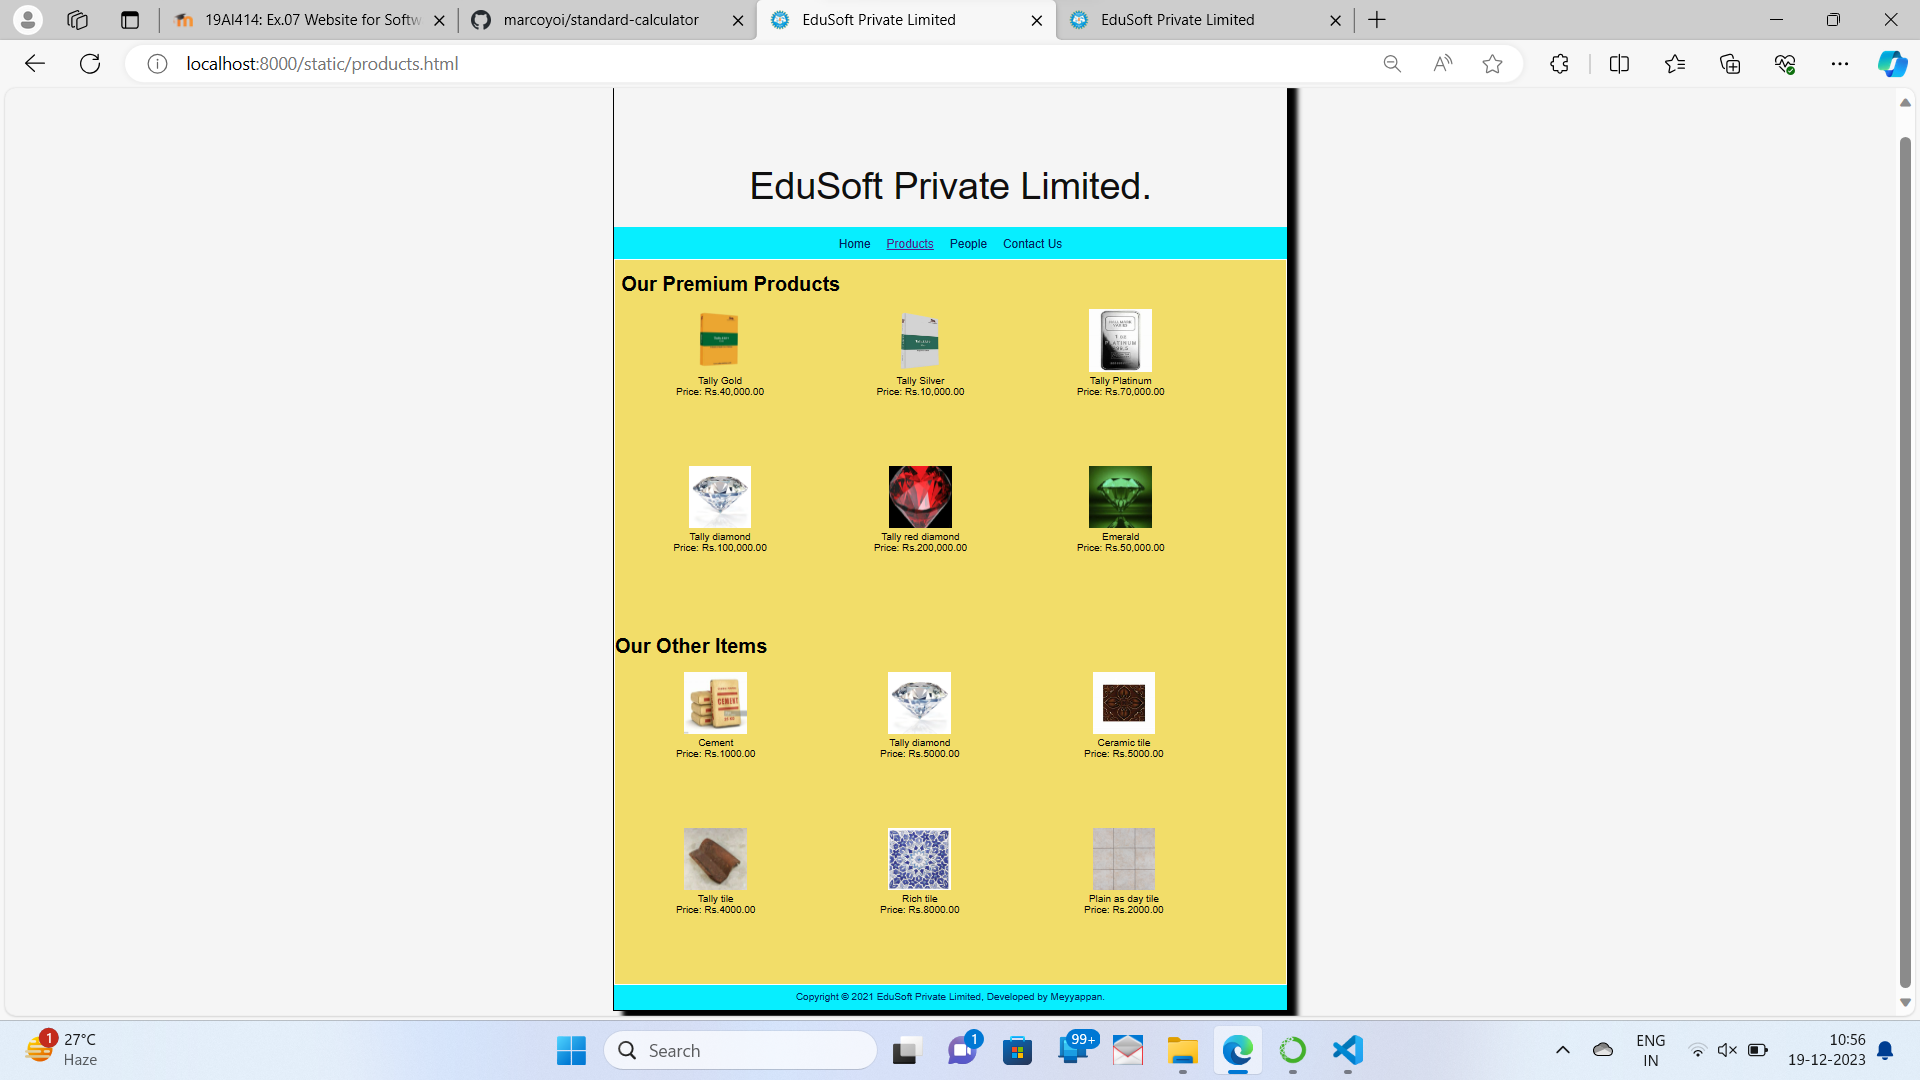 19AI414: Ex.07 Website for Softw
marcoyoi/standard-calculator
EduSoft Private Limited
EduSoft Private Limited
localhost:8000/static/products.html
EduSoft Private Limited.
Home Products People Contact Us
Our Premium Products
Tally Gold
Price: Rs.40,000.00
Tally Silver
Price: Rs.10,000.00
Tally Platinum
Price: Rs.70,000.00
Tally diamond
Price: Rs.100,000.00
Tally red diamond
Price: Rs.200,000.00
Emerald
Price: Rs.50,000.00
Our Other Items
CEMENT
Cement
Price: Rs.1000.00
Tally diamond
Price: Rs.5000.00
Ceramic tile
Price: Rs.5000.00
Tally tile
Price: Rs.4000.00
Rich tile
Price: Rs.8000.00
Plain as day tile
Price: Rs.2000.00
Copyright © 2021 EduSoft Private Limited, Developed by Meyyappan.
1
27°C
Haze
Search
1
99+
ENG
IN
10:56
19-12-2023